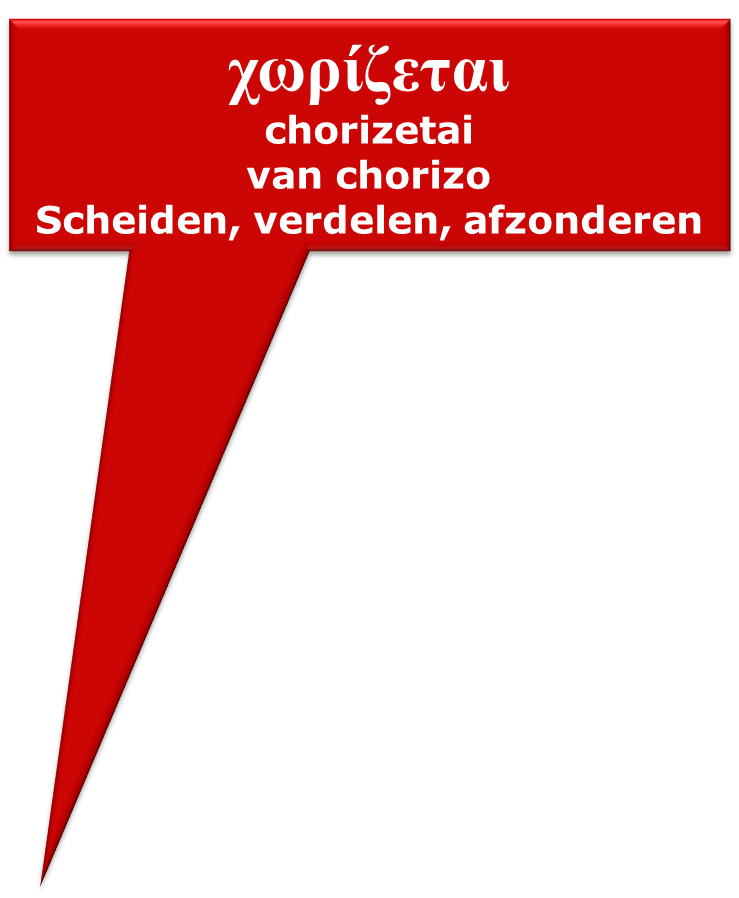 χωρίζεται
chorizetai
van chorizo
Scheiden, verdelen, afzonderen